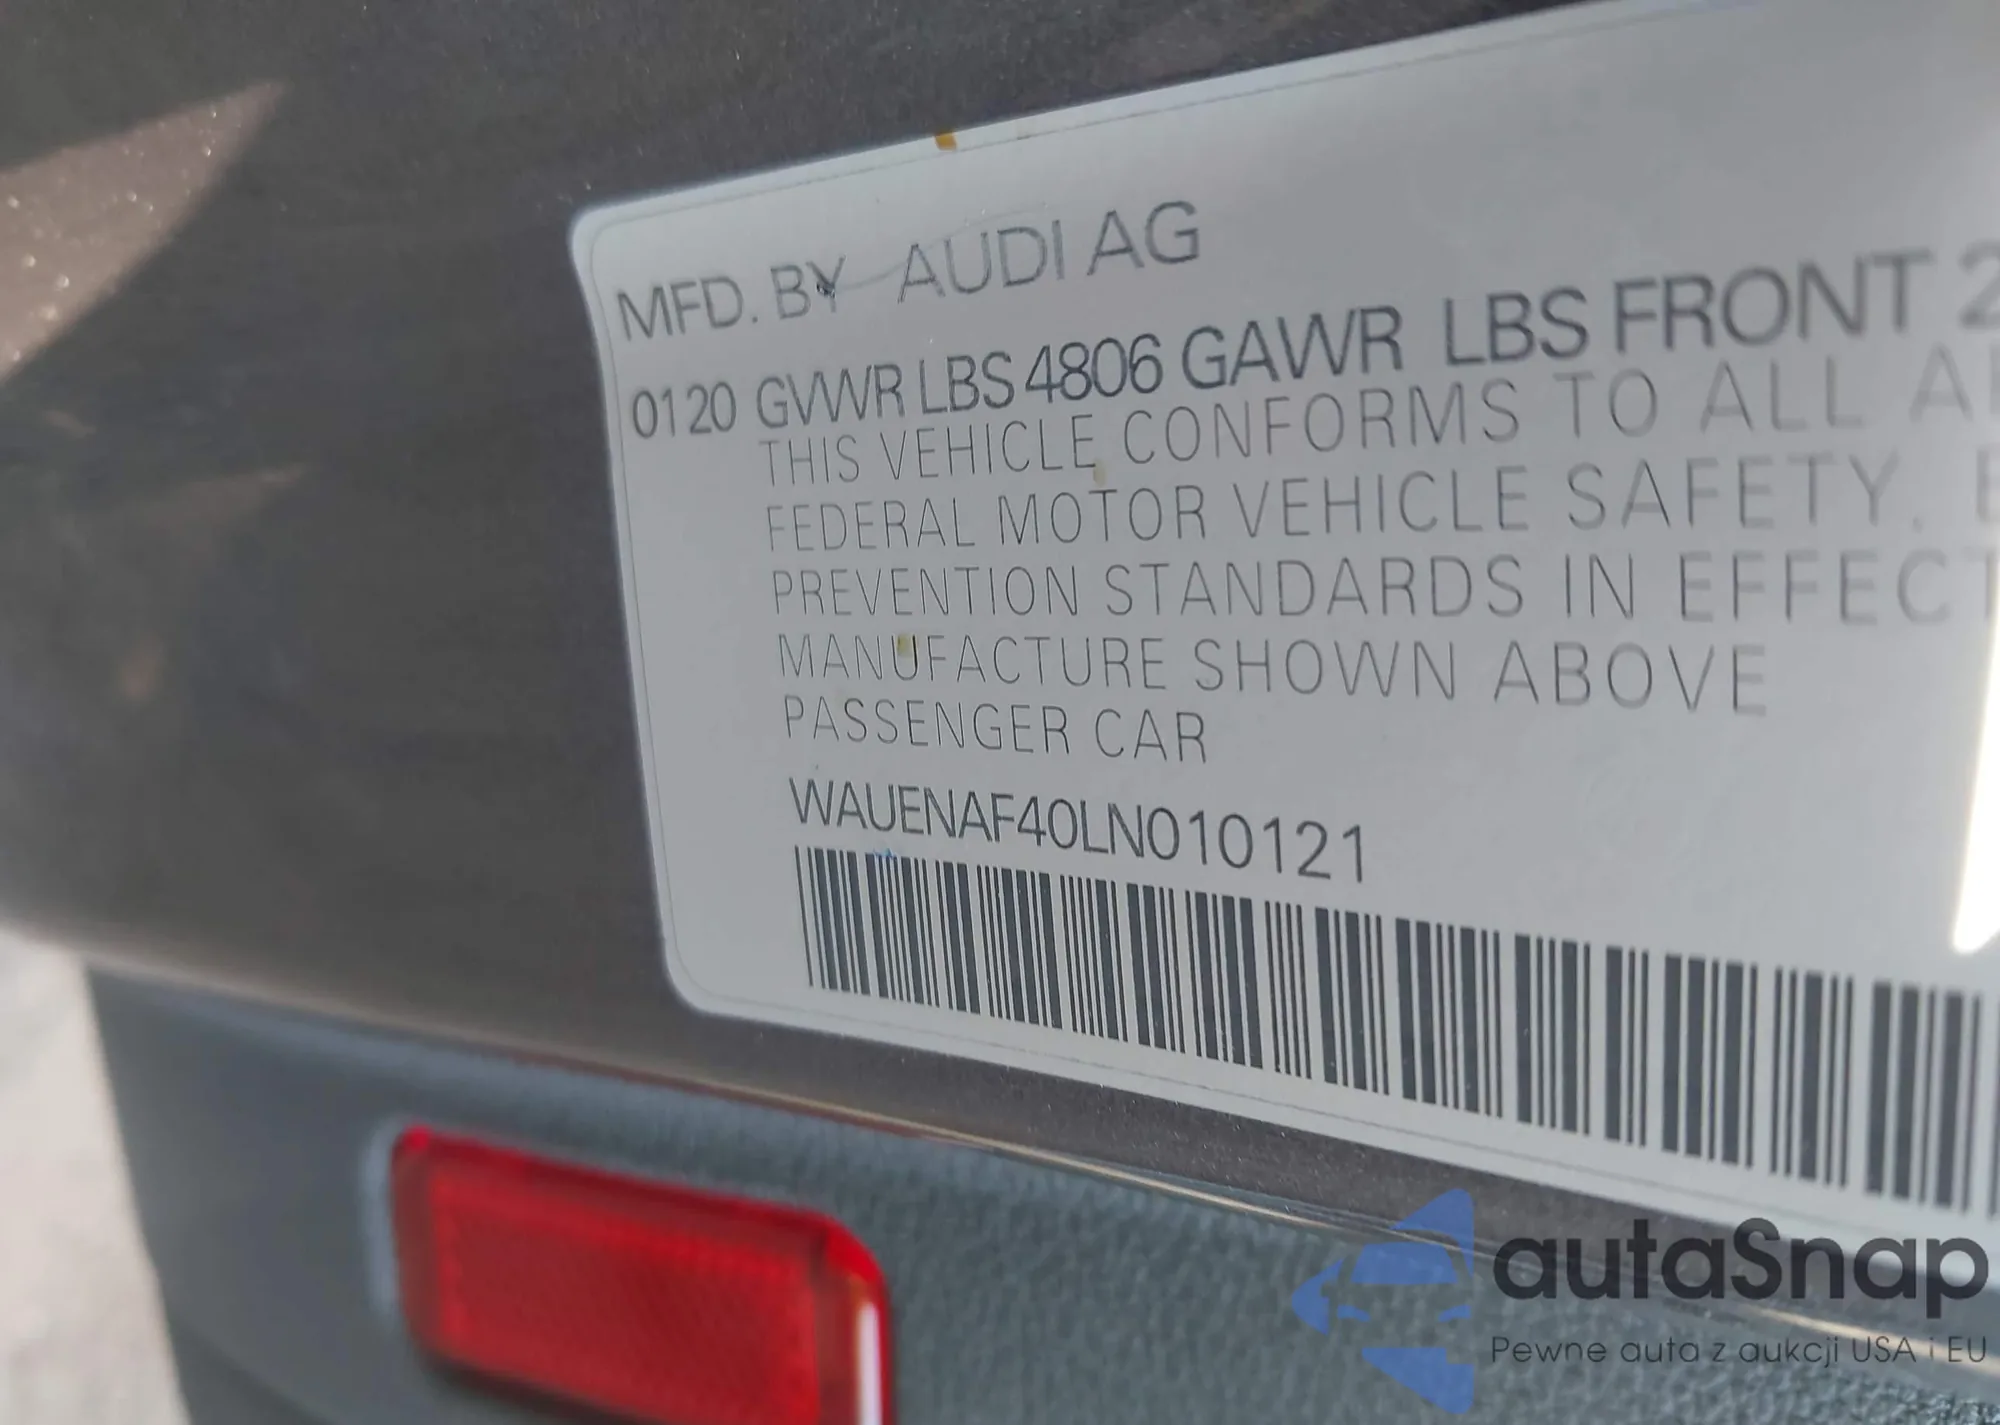 MFD. BY AUDI AG
0120 GVWR LBS 4806 GAWR LBS FRONT 2
THIS VEHICLE CONFORMS TO ALL
FEDERAL MOTOR VEHICLE SAFETY,
PREVENTION STANDARDS IN EFFECT
MANUFACTURE SHOWN ABOVE
PASSENGER CAR
WAUENAF40LN010121
autaSnap
Pewne auta z aukcji USA i EU